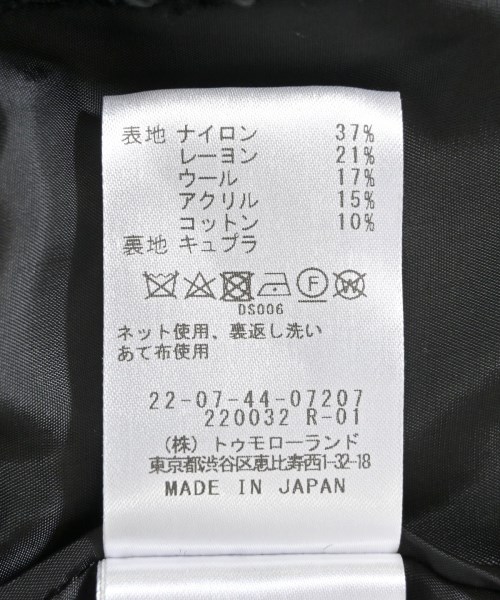 表地 ナイロン 37%
レーヨン 21%
ウール 17%
アクリル 15%
コットン 10%
裏地 キュプラ
F W
DS006
ネット使用、裏返し洗い
あて布使用
22-07-44-07207
220032 R-01
(株) トゥモローランド
東京都渋谷区恵比寿西1-32-18
MADE IN JAPAN